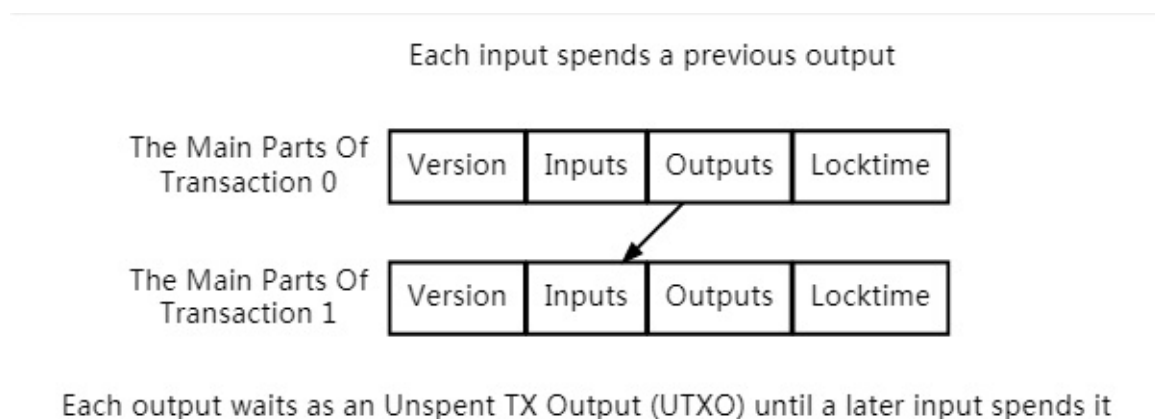 Each input spends a previous output
The Main Parts Of
Transaction 0
Version Inputs Outputs Locktime
The Main Parts Of
Transaction 1
Version Inputs Outputs Locktime
Each output waits as an Unspent TX Output (UTXO) until a later input spends it